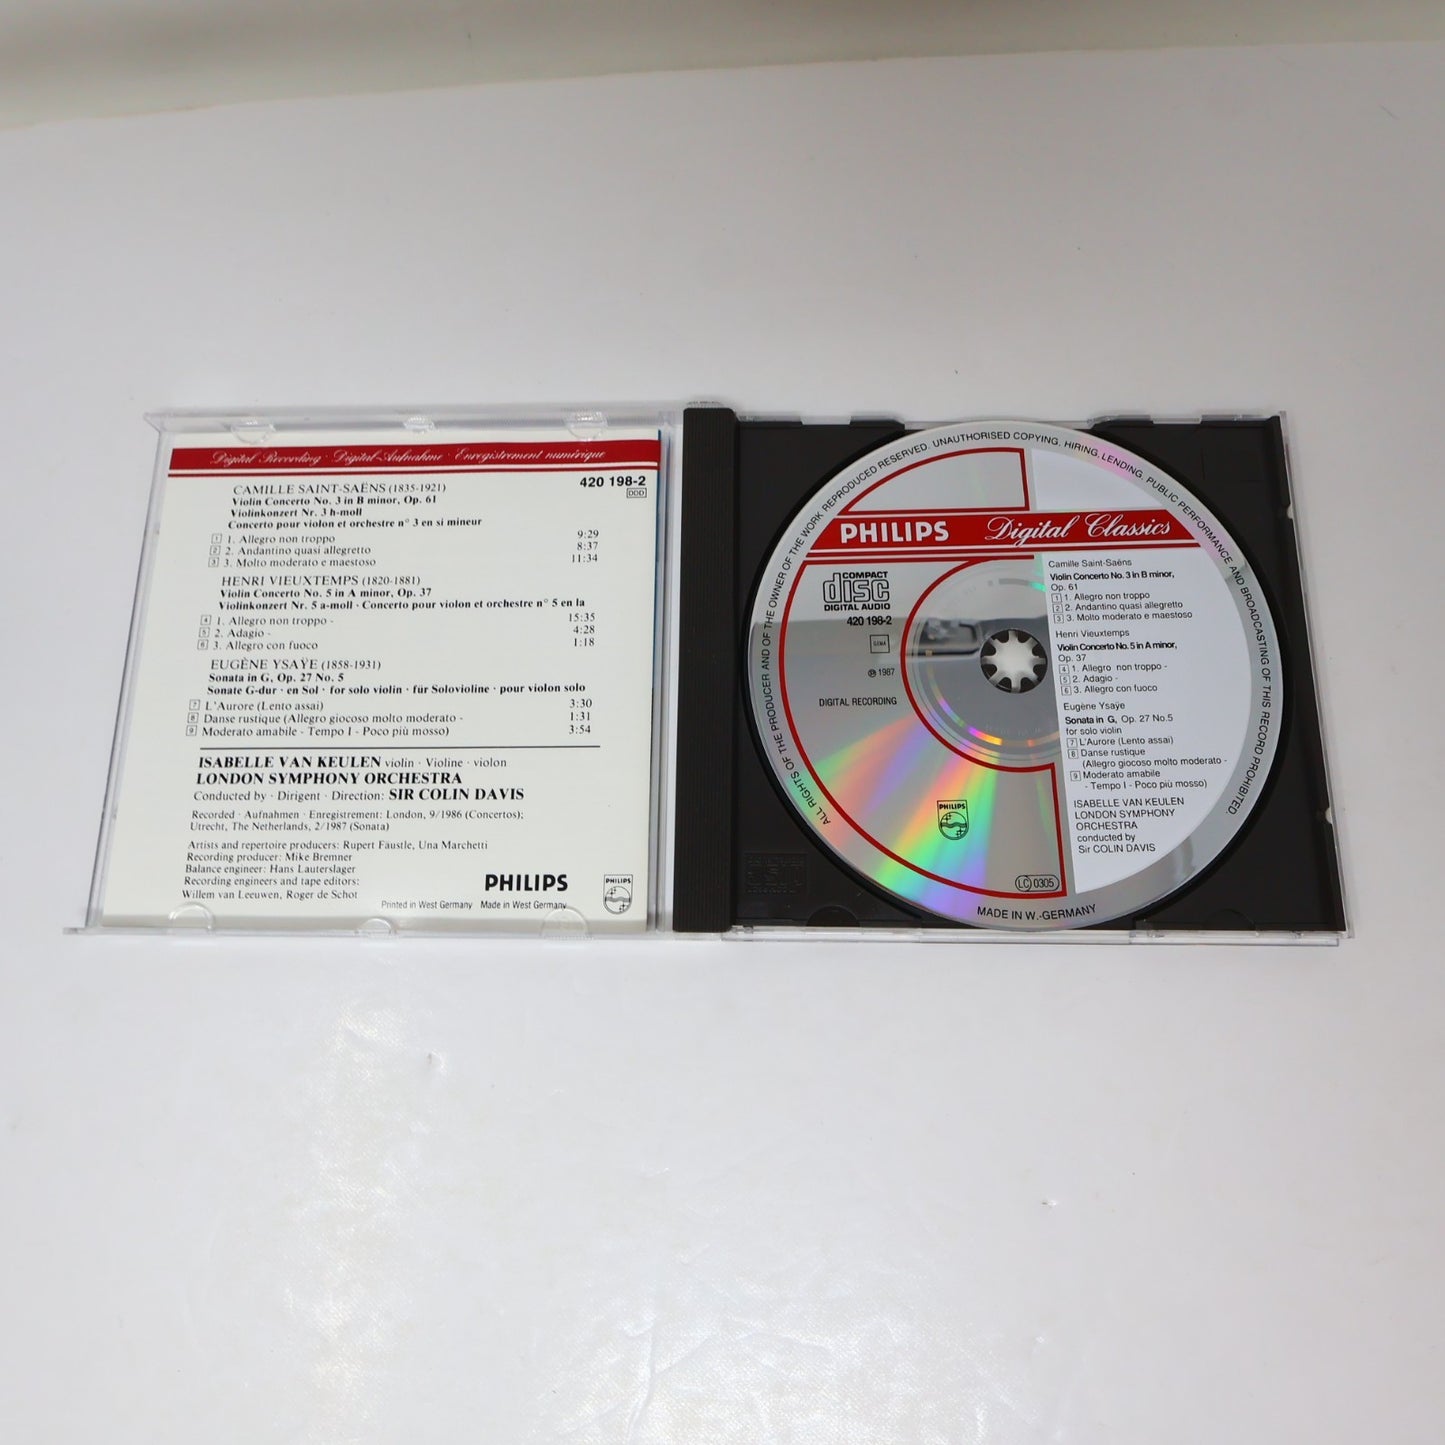 Digital Recording · Digital-Aufnahme · Enregistrement numérique
420 198-2
DDD
CAMILLE SAINT-SAËNS (1835-1921)
Violin Concerto No. 3 in B minor, Op. 61
Violinkonzert Nr. 3 h-moll
Concerto pour violon et orchestre n° 3 en si mineur
1 1. Allegro non troppo 9:29
2 2. Andantino quasi allegretto 8:37
3 3. Molto moderato e maestoso 11:34
HENRI VIEUXTEMPS (1820-1881)
Violin Concerto No. 5 in A minor, Op. 37
Violinkonzert Nr. 5 a-moll · Concerto pour violon et orchestre n° 5 en la
4 1. Allegro non troppo - 15:35
5 2. Adagio - 4:28
6 3. Allegro con fuoco 1:18
EUGÈNE YSAŸE (1858-1931)
Sonata in G, Op. 27 No. 5
Sonate G-dur · en Sol · for solo violin · für Solovioline · pour violon solo
7 L'Aurore (Lento assai) 3:30
8 Danse rustique (Allegro giocoso molto moderato - 1:31
9 Moderato amabile - Tempo I - Poco più mosso) 3:54
ISABELLE VAN KEULEN violin · Violine · violon
LONDON SYMPHONY ORCHESTRA
Conducted by · Dirigent · Direction: SIR COLIN DAVIS
Recorded · Aufnahmen · Enregistrement: London, 9/1986 (Concertos);
Utrecht, The Netherlands, 2/1987 (Sonata)
Artists and repertoire producers: Rupert Faustle, Una Marchetti
Recording producer: Mike Bremner
Balance engineer: Hans Lauterslager
Recording engineers and tape editors:
Willem van Leeuwen, Roger de Schot
PHILIPS
PHILIPS
Printed in West Germany Made in West Germany
ALL RIGHTS OF THE PRODUCER AND OF THE OWNER OF THE WORK REPRODUCED RESERVED. UNAUTHORISED COPYING, HIRING, LENDING, PUBLIC PERFORMANCE AND BROADCASTING OF THIS RECORD PROHIBITED.
PHILIPS Digital Classics
COMPACT
disc
DIGITAL AUDIO
420 198-2
GEMA
℗ 1987
DIGITAL RECORDING
Camille Saint-Saëns
Violin Concerto No. 3 in B minor,
Op. 61
1 1. Allegro non troppo
2 2. Andantino quasi allegretto
3 3. Molto moderato e maestoso
Henri Vieuxtemps
Violin Concerto No. 5 in A minor,
Op. 37
4 1. Allegro non troppo -
5 2. Adagio -
6 3. Allegro con fuoco
Eugène Ysaÿe
Sonata in G, Op. 27 No.5
for solo violin
7 L'Aurore (Lento assai)
8 Danse rustique
(Allegro giocoso molto moderato -
9 Moderato amabile
- Tempo I - Poco più mosso)
ISABELLE VAN KEULEN
LONDON SYMPHONY
ORCHESTRA
conducted by
Sir COLIN DAVIS
PHILIPS
LC 0305
MADE IN W.-GERMANY